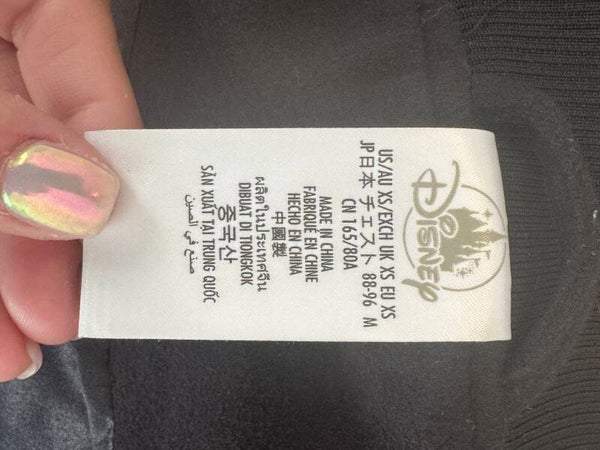 DISNEY
US/AU XS/EXCH UK XS EU XS
JP日本 チェスト 88-96 M
CN 165/80A
MADE IN CHINA
FABRIQUÉ EN CHINE
HECHO EN CHINA
中國製
ผลิตในประเทศจีน
DIBUAT DI TIONGKOK
중국산
SẢN XUẤT TẠI TRUNG QUỐC
صنع في الصين